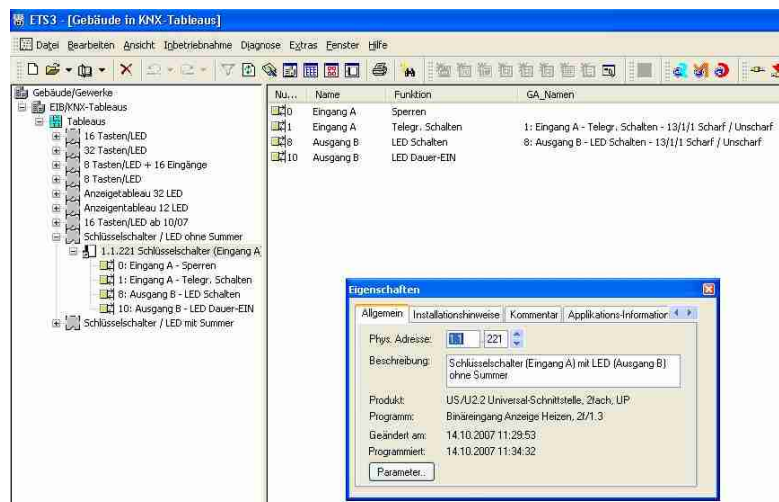 ETS3 - [Gebäude in KNX-Tableaus]
Datei Bearbeiten Ansicht Inbetriebnahme Diagnose Extras Fenster Hilfe
Gebäude/Gewerke
EIB/KNX-Tableaus
Tableaus
16 Tasten/LED
32 Tasten/LED
8 Tasten/LED + 16 Eingänge
8 Tasten/LED
Anzeigetableau 32 LED
Anzeigentableau 12 LED
16 Tasten/LED ab 10/07
Schlüsselschalter / LED ohne Summer
1.1.221 Schlüsselschalter (Eingang A)
0: Eingang A - Sperren
1: Eingang A - Telegr. Schalten
8: Ausgang B - LED Schalten
10: Ausgang B - LED Dauer-EIN
Schlüsselschalter / LED mit Summer
Nu... Name Funktion GA_Namen
0 Eingang A Sperren
1 Eingang A Telegr. Schalten 1: Eingang A - Telegr. Schalten - 13/1/1 Scharf / Unscharf
8 Ausgang B LED Schalten 8: Ausgang B - LED Schalten - 13/1/1 Scharf / Unscharf
10 Ausgang B LED Dauer-EIN
Eigenschaften
Allgemein Installationshinweise Kommentar Applikations-Information
Phys. Adresse: 1.1 . 221
Beschreibung: Schlüsselschalter (Eingang A) mit LED (Ausgang B)
ohne Summer
Produkt: US/U2.2 Universal-Schnittstelle, 2fach, UP
Programm: Binäreingang Anzeige Heizen, 2f/1.3
Geändert am: 14.10.2007 11:29:53
Programmiert: 14.10.2007 11:34:32
Parameter..